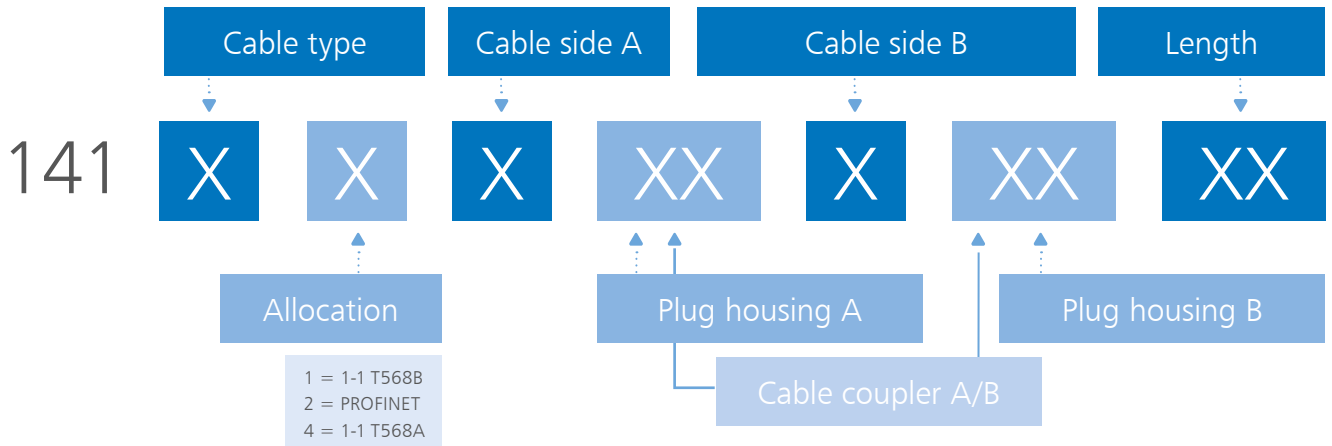 Cable type Cable side A Cable side B Length
141 X X X XX X XX XX
Allocation Plug housing A Plug housing B
1 = 1-1 T568B
2 = PROFINET
4 = 1-1 T568A
Cable coupler A/B